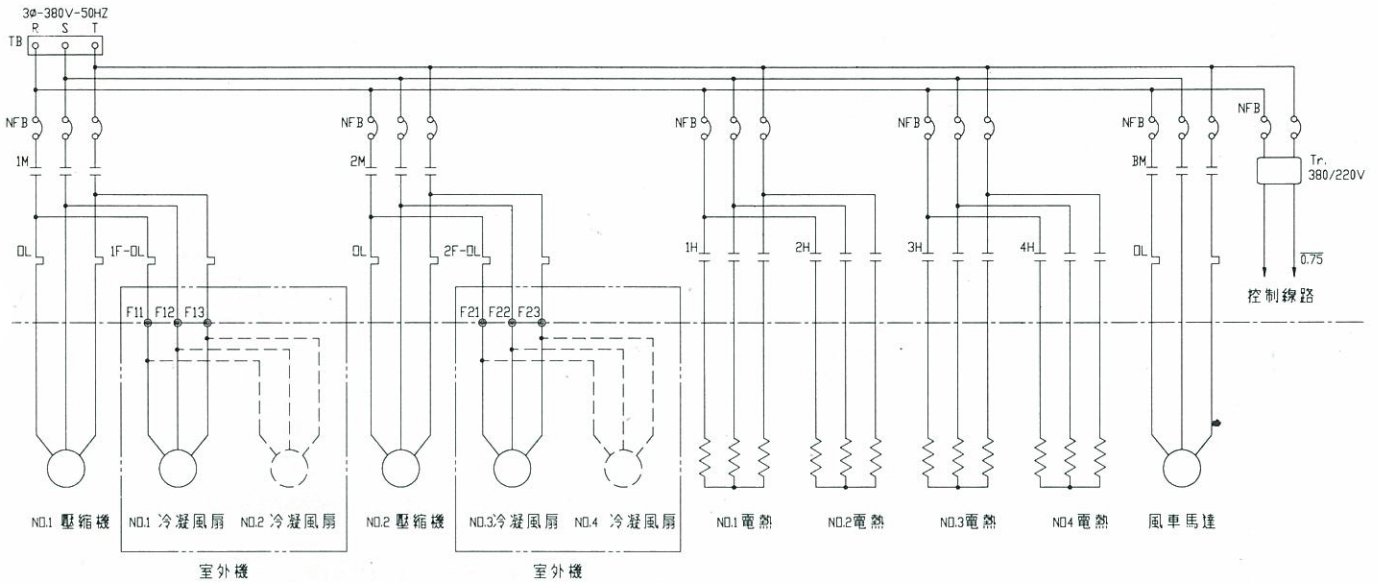 3ø-380V-50HZ
R S T
TB
NFB NFB NFB NFB NFB NFB
1M 2M BM
Tr.
380/220V
OL 1F-OL OL 2F-OL 1H 2H 3H 4H OL
0.75
控制線路
F11 F12 F13 F21 F22 F23
NO.1 壓縮機 NO.1 冷凝風扇 NO.2 冷凝風扇 NO.2 壓縮機 NO.3冷凝風扇 NO.4 冷凝風扇 NO.1電熱 NO.2電熱 NO.3電熱 NO4電熱 風車馬達
室外機 室外機